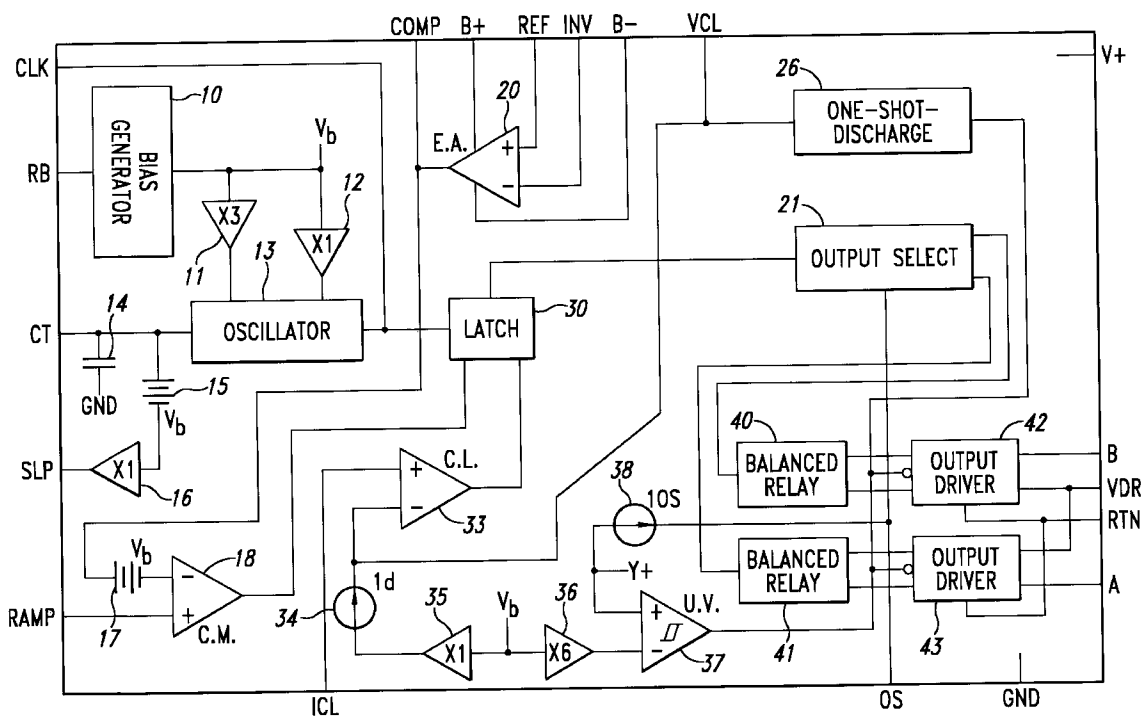 COMP B+ REF INV B- VCL
CLK
V+
10
20
26
BIAS
GENERATOR
Vb
E.A.
+
-
ONE-SHOT-
DISCHARGE
RB
X3
12
X1
21
OUTPUT SELECT
11
13
14
30
CT
OSCILLATOR
LATCH
15
GND
Vb
40
42
SLP
X1
16
C.L.
+
-
33
38
10S
BALANCED
RELAY
OUTPUT
DRIVER
B
VDR
RTN
Vb
18
1d
Y+
BALANCED
RELAY
OUTPUT
DRIVER
A
RAMP
17
-
+
C.M.
34
35
X1
Vb
36
X6
+
-
U.V.
37
41
43
ICL
OS
GND